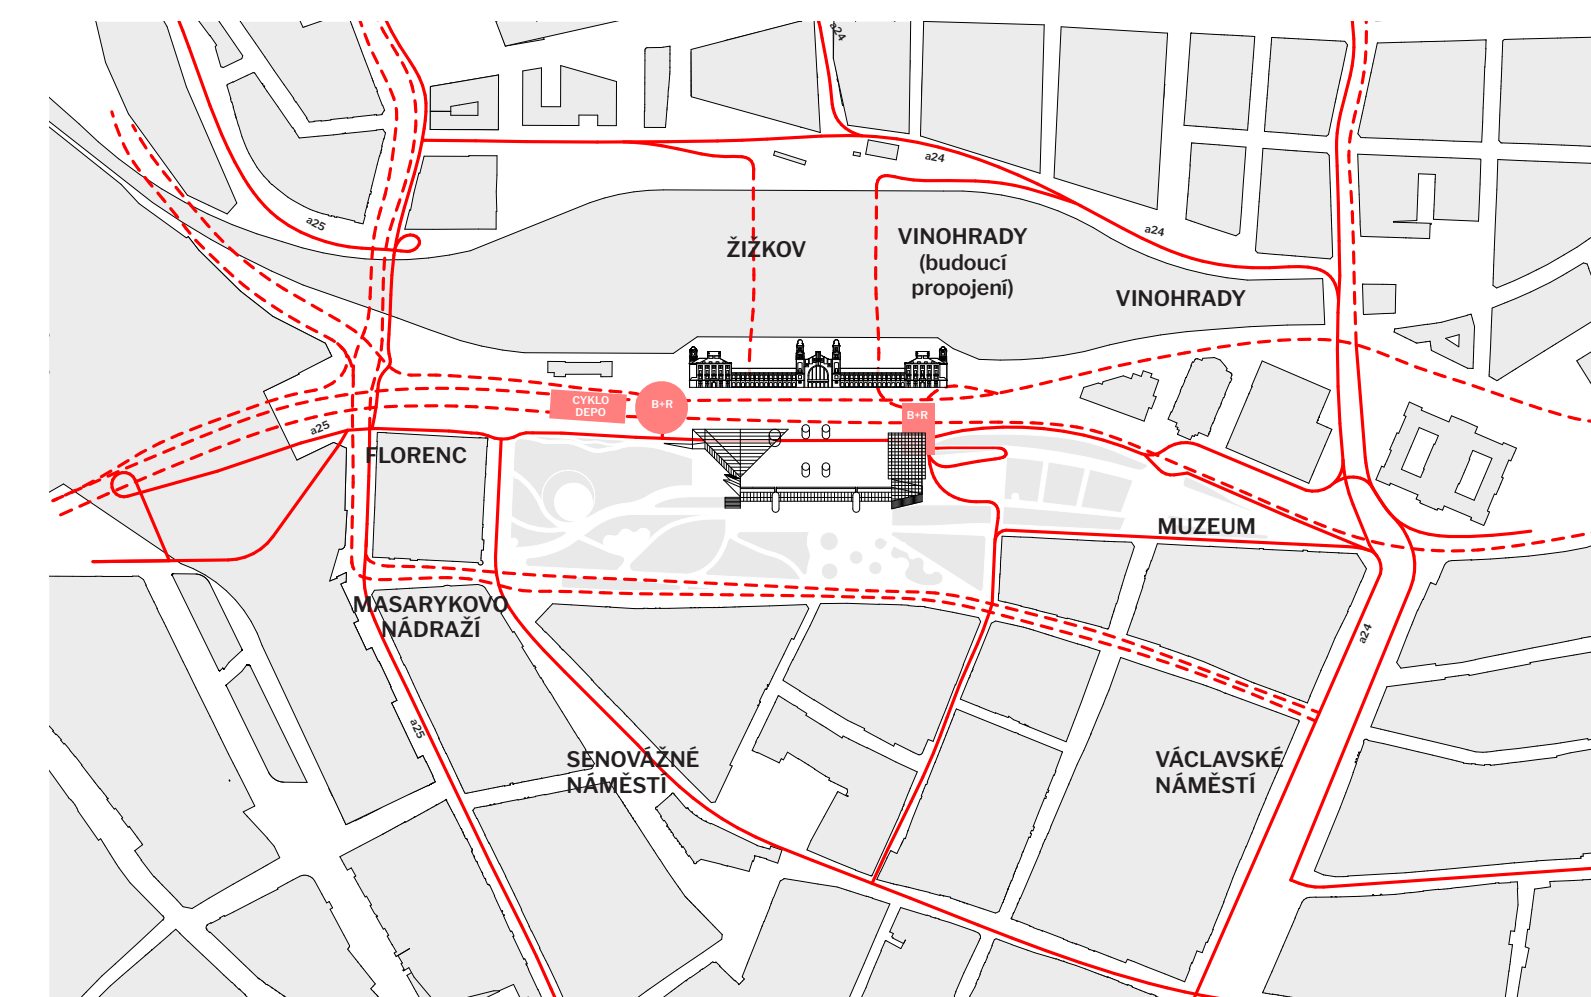 a24
a24
a25
a24
ŽIŽKOV
VINOHRADY
(budoucí
propojení)
VINOHRADY
CYKLO
DEPO
B+R
B+R
a25
FLORENC
MUZEUM
MASARYKOVO
NÁDRAŽÍ
a24
a25
SENOVÁŽNÉ
NÁMĚSTÍ
VÁCLAVSKÉ
NÁMĚSTÍ